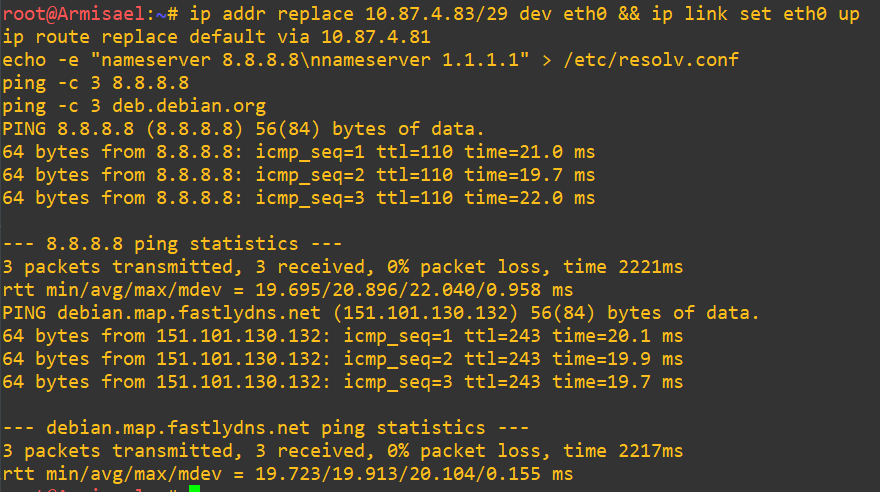 root@Armisael:~# ip addr replace 10.87.4.83/29 dev eth0 && ip link set eth0 up
ip route replace default via 10.87.4.81
echo -e "nameserver 8.8.8.8\nnameserver 1.1.1.1" > /etc/resolv.conf
ping -c 3 8.8.8.8
ping -c 3 deb.debian.org
PING 8.8.8.8 (8.8.8.8) 56(84) bytes of data.
64 bytes from 8.8.8.8: icmp_seq=1 ttl=110 time=21.0 ms
64 bytes from 8.8.8.8: icmp_seq=2 ttl=110 time=19.7 ms
64 bytes from 8.8.8.8: icmp_seq=3 ttl=110 time=22.0 ms
--- 8.8.8.8 ping statistics ---
3 packets transmitted, 3 received, 0% packet loss, time 2221ms
rtt min/avg/max/mdev = 19.695/20.896/22.040/0.958 ms
PING debian.map.fastlydns.net (151.101.130.132) 56(84) bytes of data.
64 bytes from 151.101.130.132: icmp_seq=1 ttl=243 time=20.1 ms
64 bytes from 151.101.130.132: icmp_seq=2 ttl=243 time=19.9 ms
64 bytes from 151.101.130.132: icmp_seq=3 ttl=243 time=19.7 ms
--- debian.map.fastlydns.net ping statistics ---
3 packets transmitted, 3 received, 0% packet loss, time 2217ms
rtt min/avg/max/mdev = 19.723/19.913/20.104/0.155 ms
root@Armisael:~#